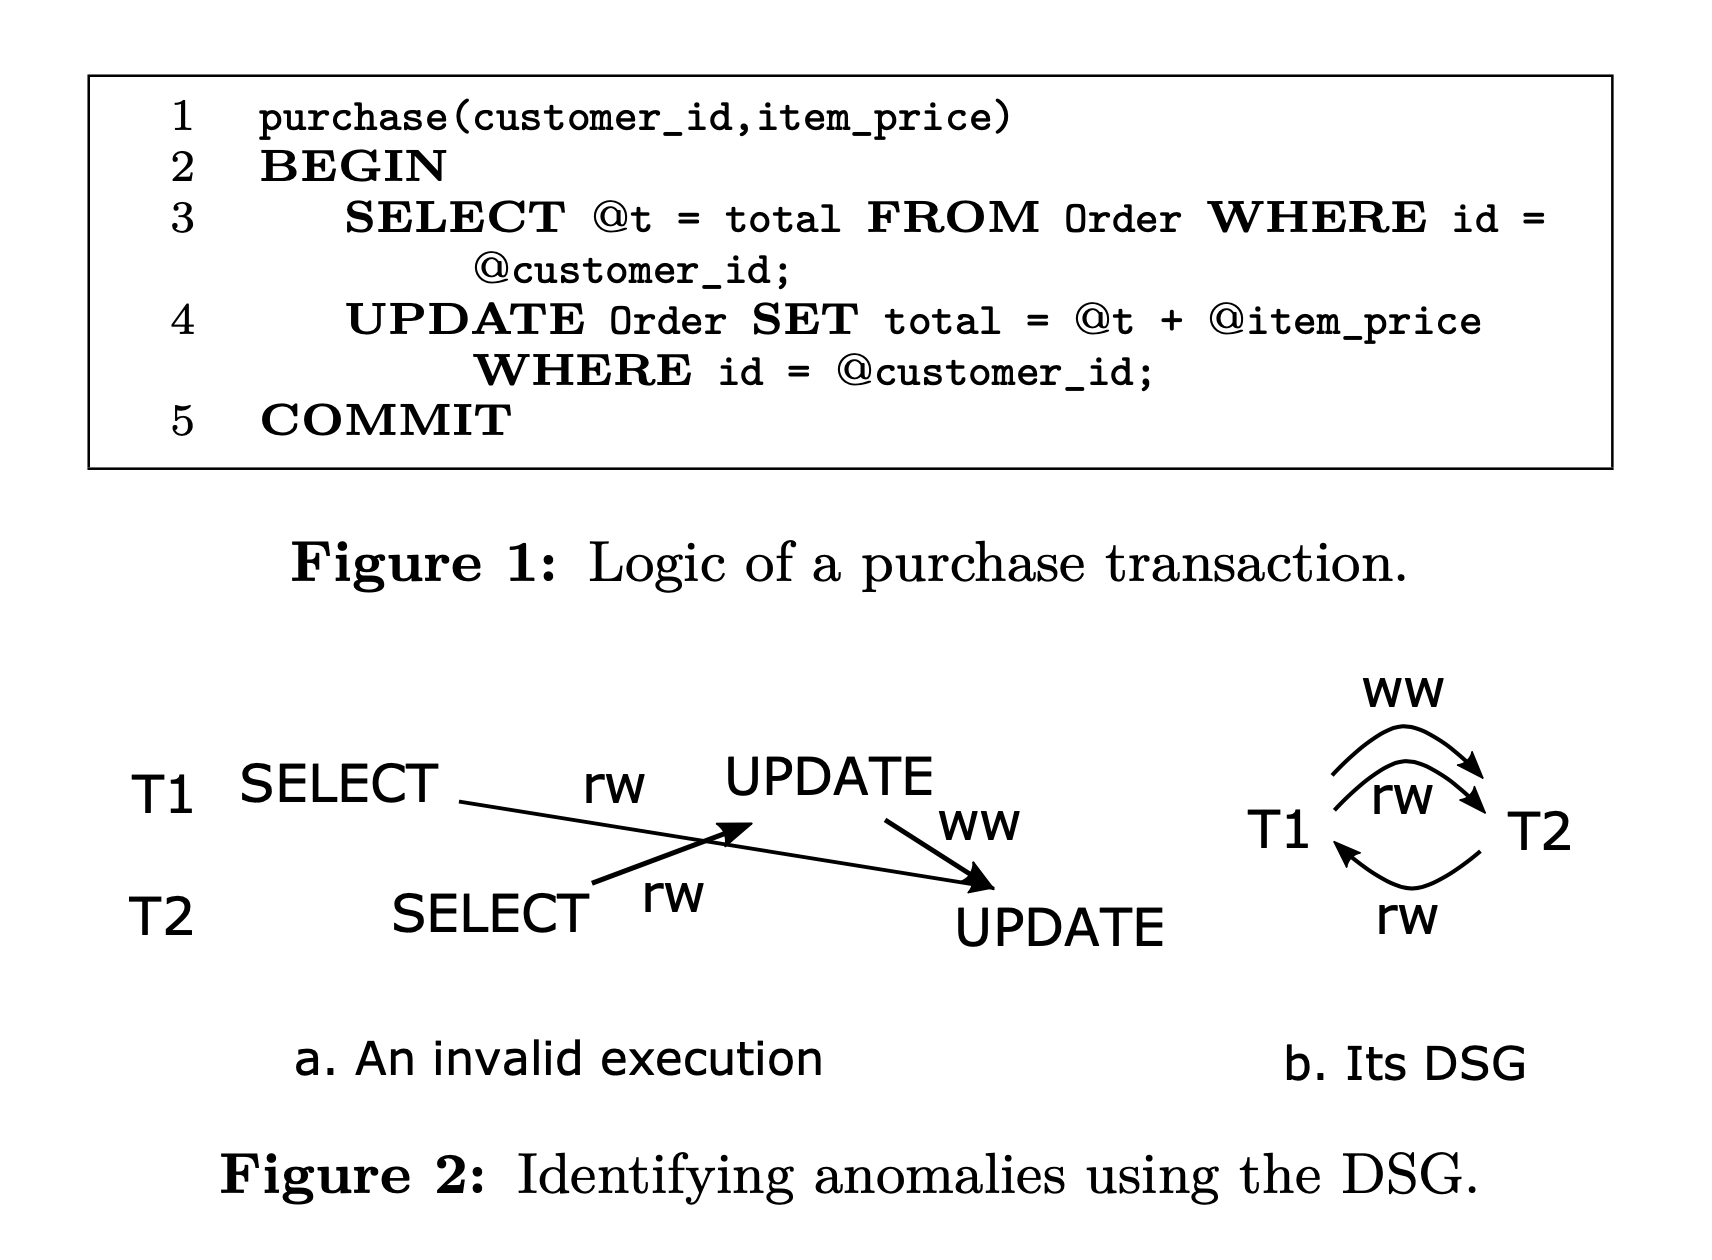 1 purchase(customer_id,item_price)
2 BEGIN
3 SELECT @t = total FROM Order WHERE id =
@customer_id;
4 UPDATE Order SET total = @t + @item_price
WHERE id = @customer_id;
5 COMMIT
Figure 1: Logic of a purchase transaction.
T1 SELECT rw UPDATE
ww
T2 SELECT rw UPDATE
a. An invalid execution
ww
rw
T1 T2
rw
b. Its DSG
Figure 2: Identifying anomalies using the DSG.